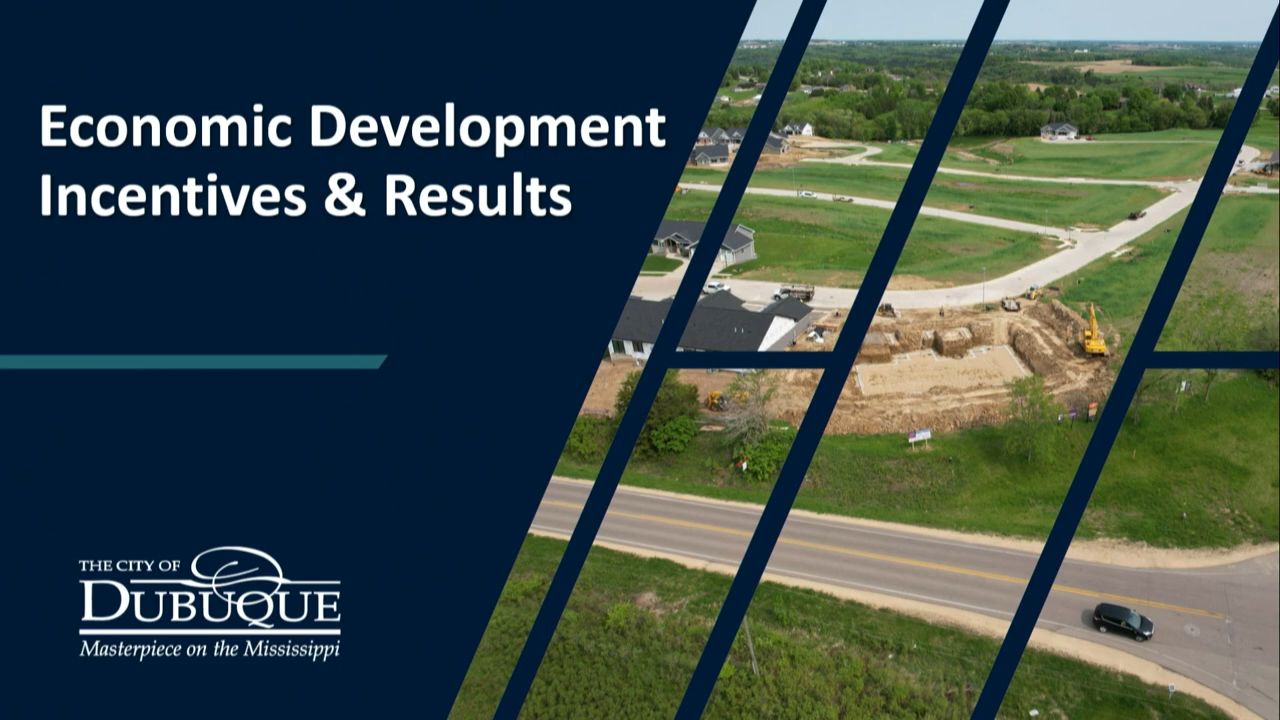 Economic Development
Incentives & Results
THE CITY OF
DUBUQUE
Masterpiece on the Mississippi